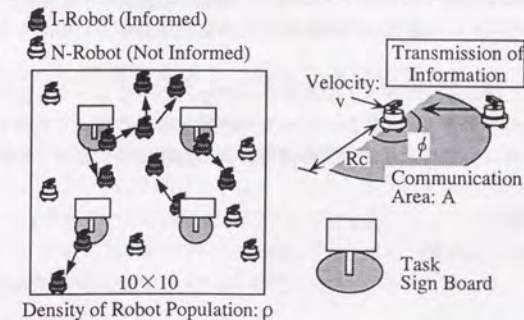 I-Robot (Informed)
N-Robot (Not Informed)
10×10
Density of Robot Population: ρ
Transmission of
Information
Velocity:
v
Rc
ϕ
Communication
Area: A
Task
Sign Board